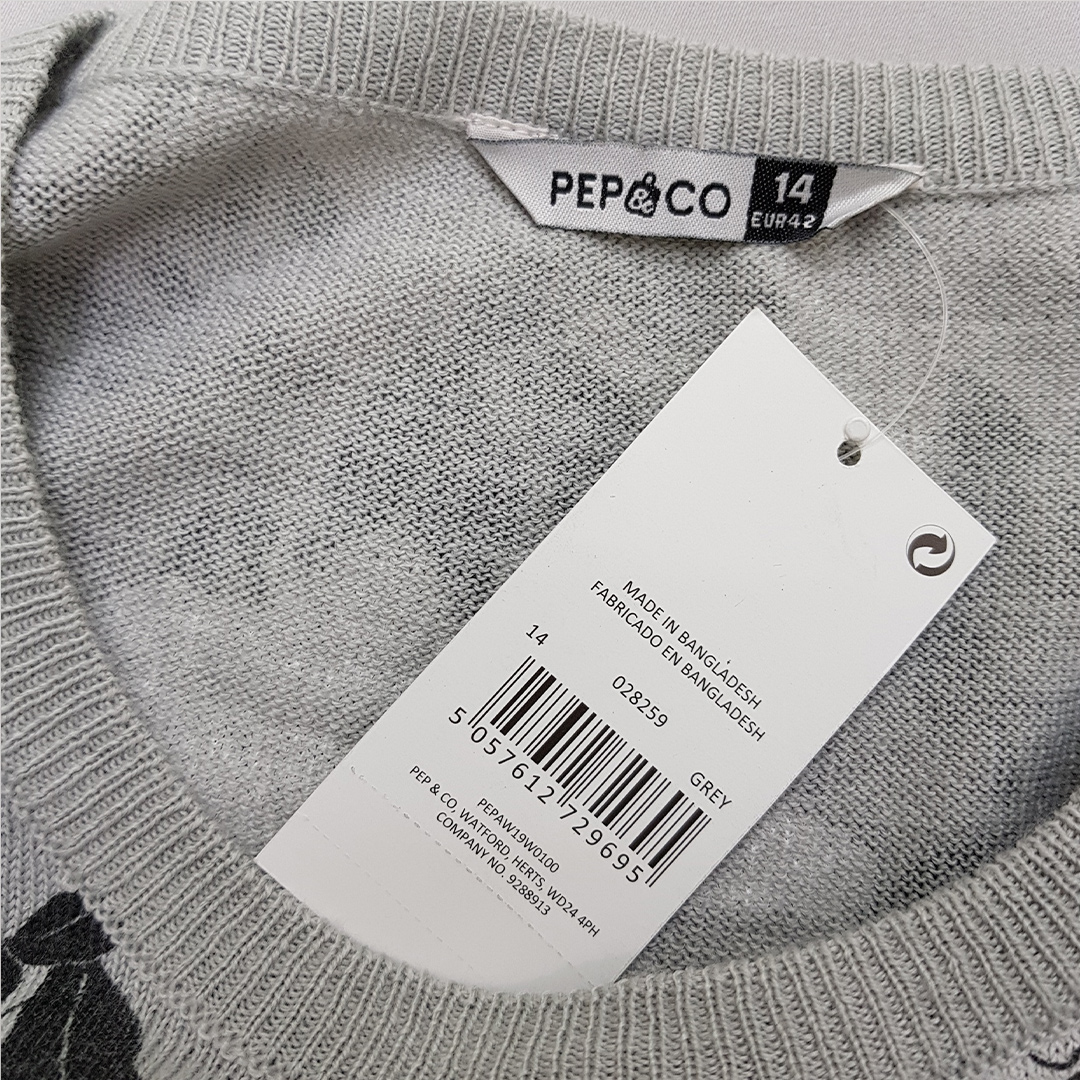 PEP&CO
14
EUR42
MADE IN BANGLADESH
FABRICADO EN BANGLADESH
14
028259
GREY
5 057612 729695
PEPAW19W0100
PEP & CO, WATFORD, HERTS, WD24 4PH
COMPANY NO. 9288913